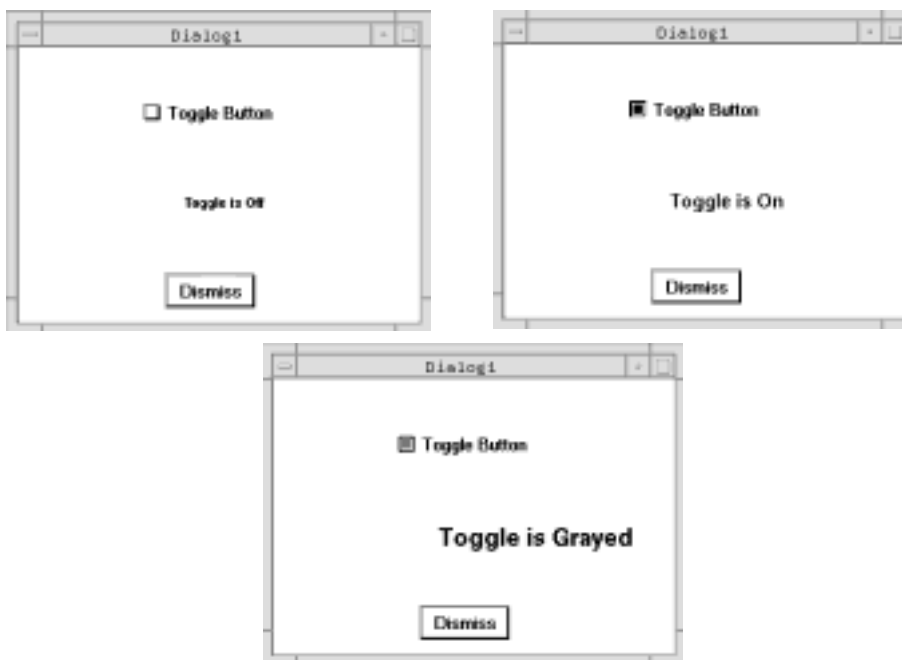 Dialog1
Toggle Button
Toggle is Off
Dismiss
Dialog1
Toggle Button
Toggle is On
Dismiss
Dialog1
Toggle Button
Toggle is Grayed
Dismiss